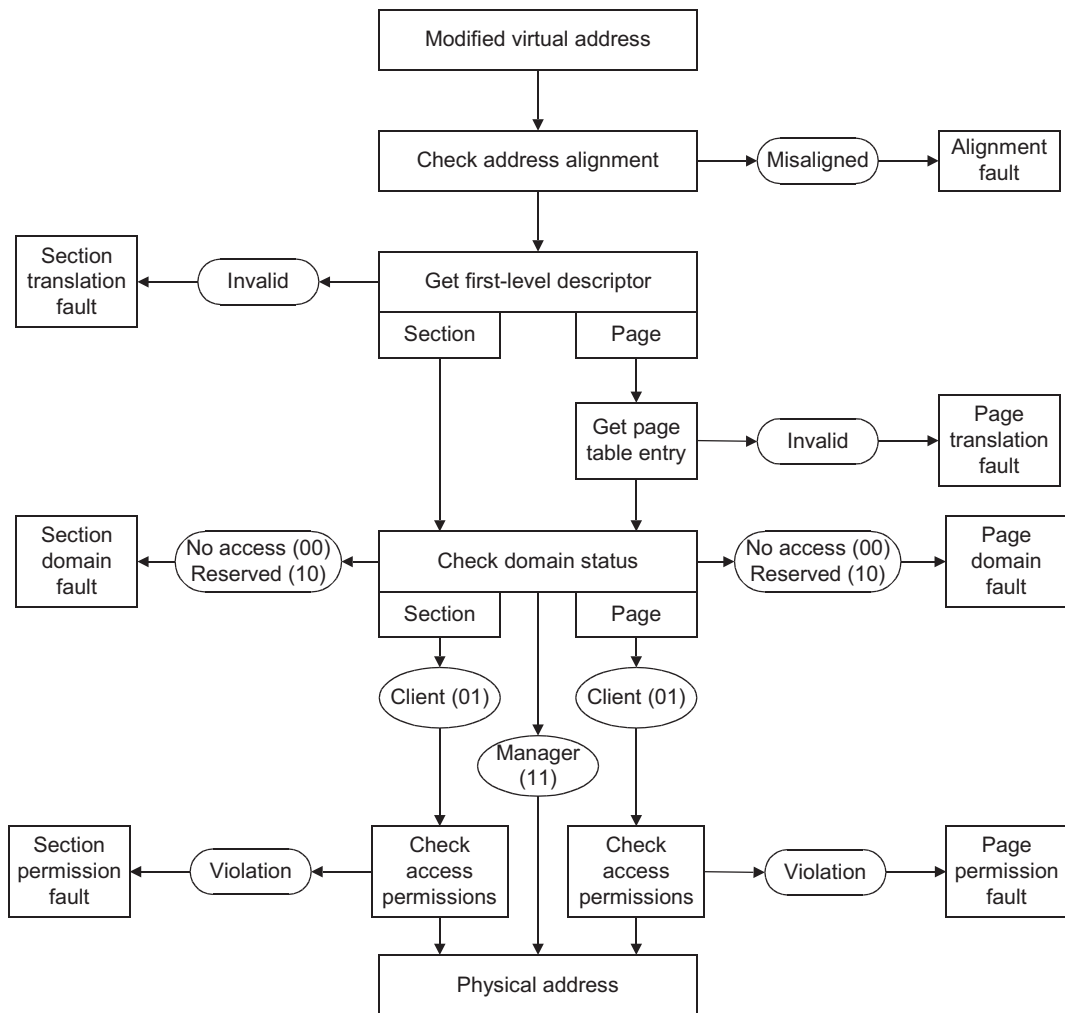 Modified virtual address
Check address alignment
Misaligned
Alignment
fault
Section
translation
fault
Invalid
Get first-level descriptor
Section
Page
Get page
table entry
Invalid
Page
translation
fault
Section
domain
fault
No access (00)
Reserved (10)
Check domain status
No access (00)
Reserved (10)
Page
domain
fault
Section
Page
Client (01)
Client (01)
Manager
(11)
Section
permission
fault
Violation
Check
access
permissions
Check
access
permissions
Violation
Page
permission
fault
Physical address